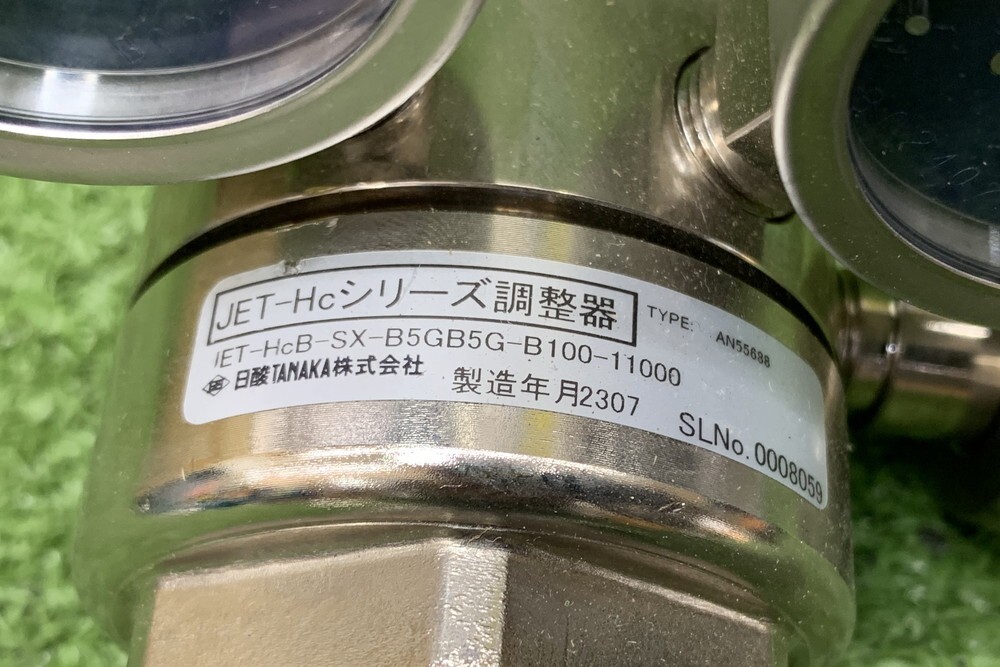 JET-Hcシリーズ調整器
TYPE: AN55688
JET-HcB-SX-B5GB5G-B100-11000
日酸TANAKA株式会社
製造年月2307
SLNo.0008059